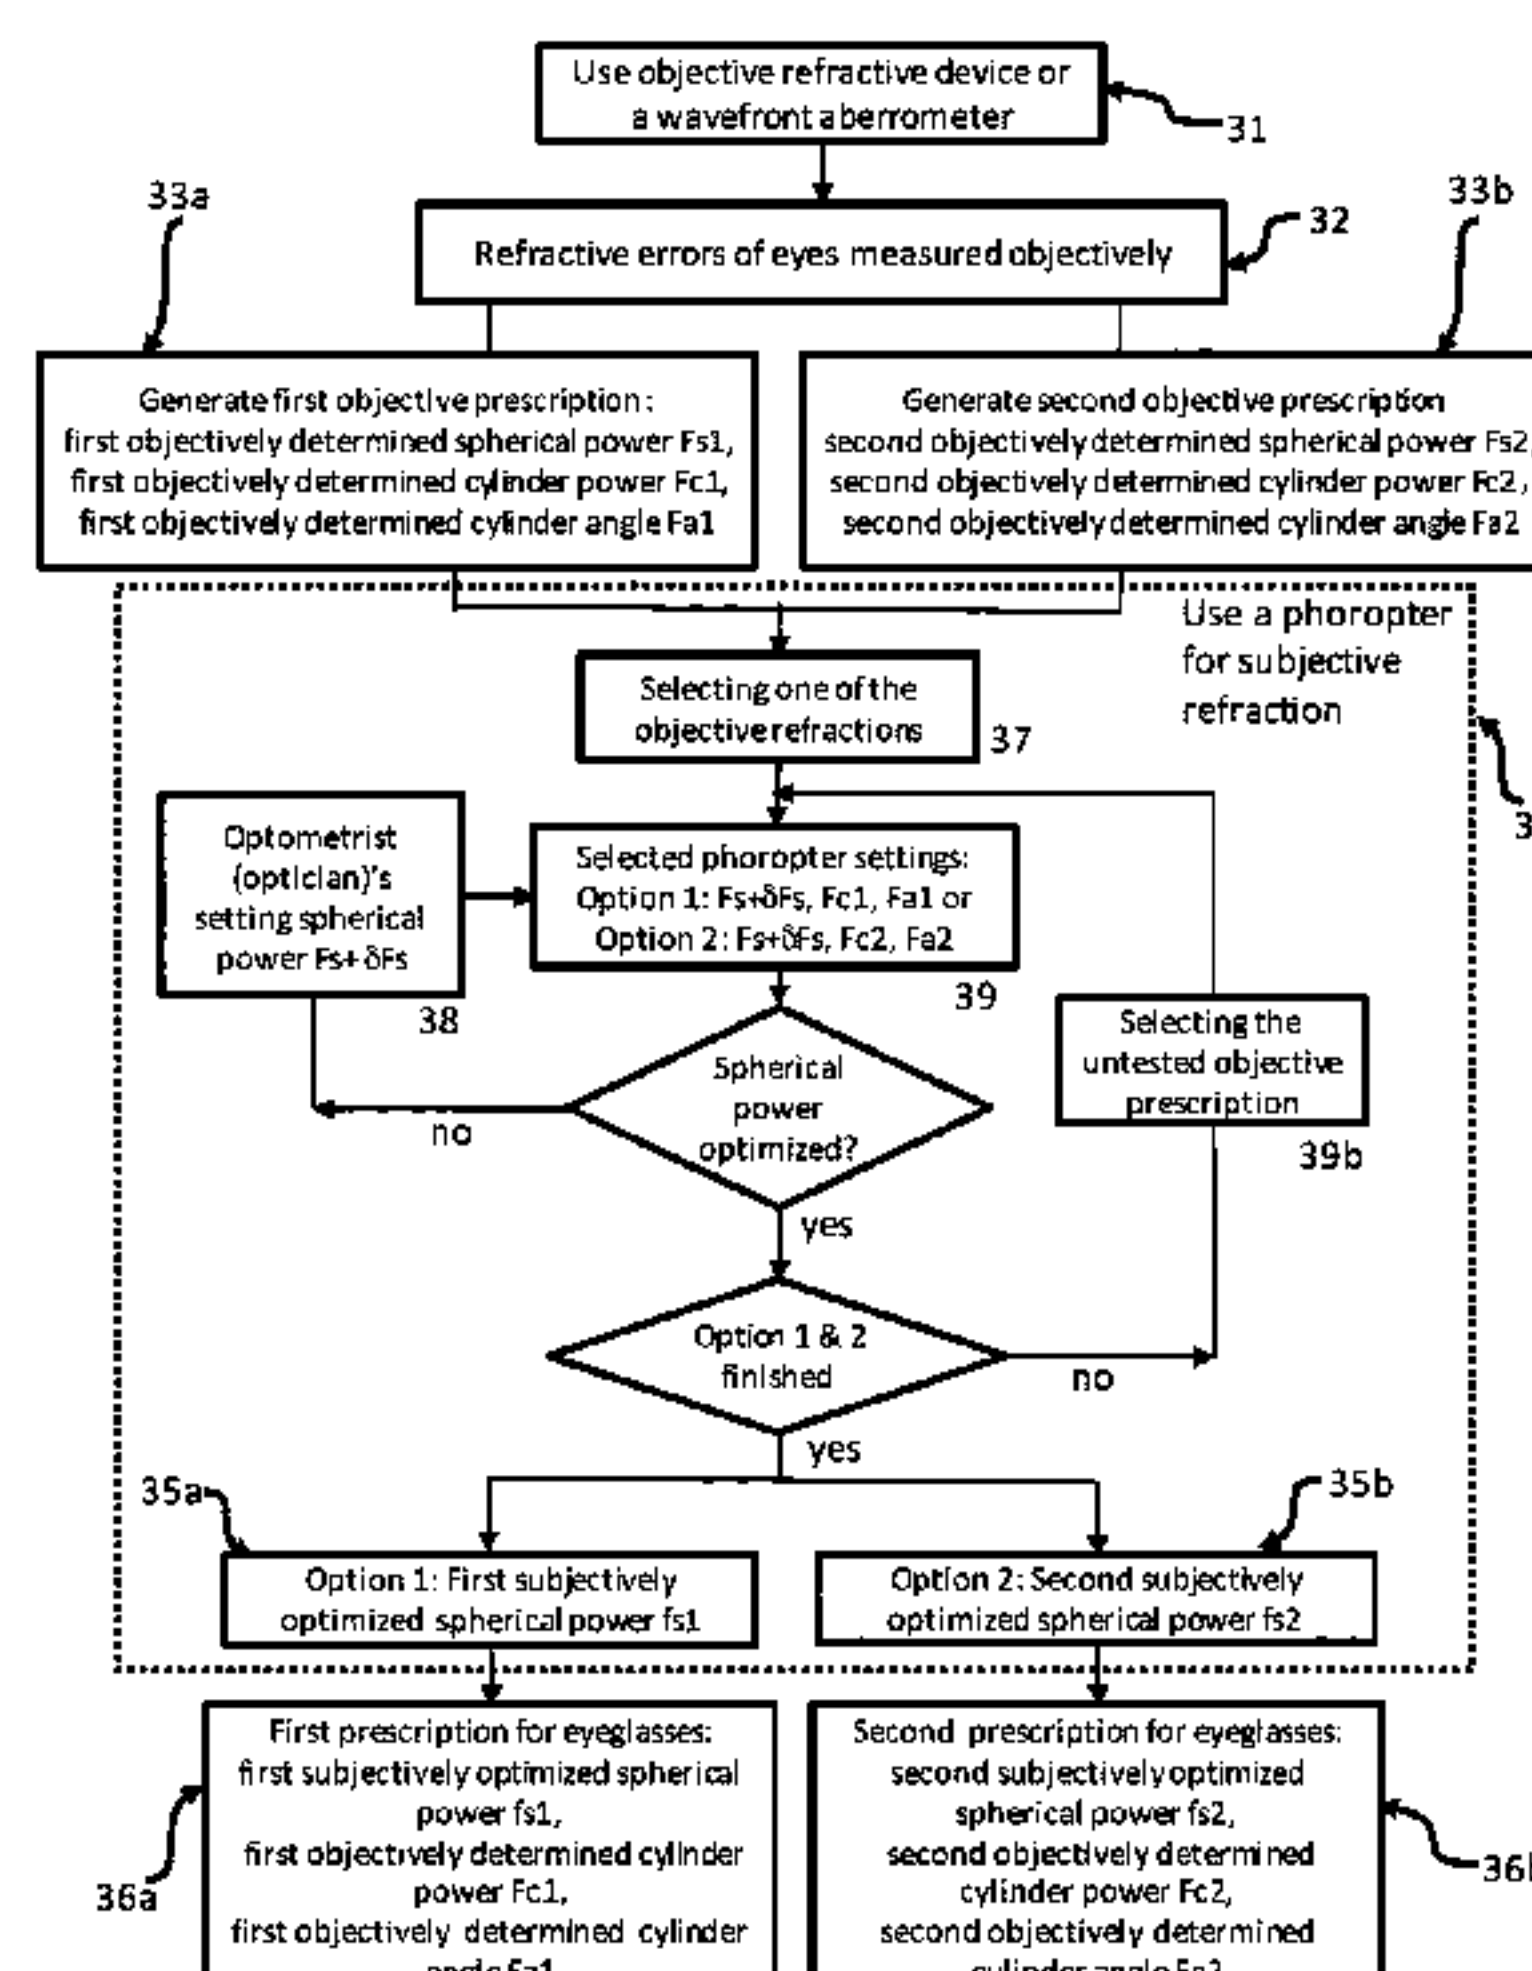 Use objective refractive device or
a wavefront aberrometer
31
33a
33b
32
Refractive errors of eyes measured objectively
Generate first objective prescription:
first objectively determined spherical power Fs1,
first objectively determined cylinder power Fc1,
first objectively determined cylinder angle Fa1
Generate second objective prescription
second objectively determined spherical power Fs2,
second objectively determined cylinder power Fc2,
second objectively determined cylinder angle Fa2
Use a phoropter
for subjective
refraction
Selecting one of the
objective refractions
37
3
Optometrist
(optician)'s
setting spherical
power Fs+δFs
38
Selected phoropter settings:
Option 1: Fs+δFs, Fc1, Fa1 or
Option 2: Fs+δFs, Fc2, Fa2
39
Selecting the
untested objective
prescription
39b
Spherical
power
optimized?
no
yes
Option 1 & 2
finished
no
yes
35a
35b
Option 1: First subjectively
optimized spherical power fs1
Option 2: Second subjectively
optimized spherical power fs2
First prescription for eyeglasses:
first subjectively optimized spherical
power fs1,
first objectively determined cylinder
power Fc1,
first objectively determined cylinder
angle Fa1
36a
Second prescription for eyeglasses:
second subjectively optimized
spherical power fs2,
second objectively determined
cylinder power Fc2,
second objectively determined
cylinder angle Fa2
36b